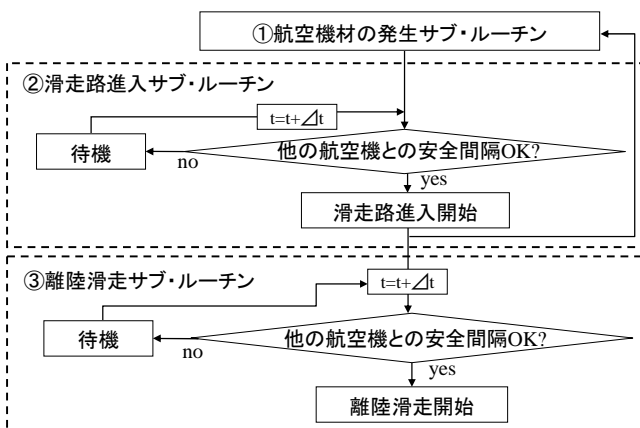 ①航空機材の発生サブ・ルーチン
②滑走路進入サブ・ルーチン
t=t+⊿t
待機
no
他の航空機との安全間隔OK?
yes
滑走路進入開始
③離陸滑走サブ・ルーチン
t=t+⊿t
待機
no
他の航空機との安全間隔OK?
yes
離陸滑走開始